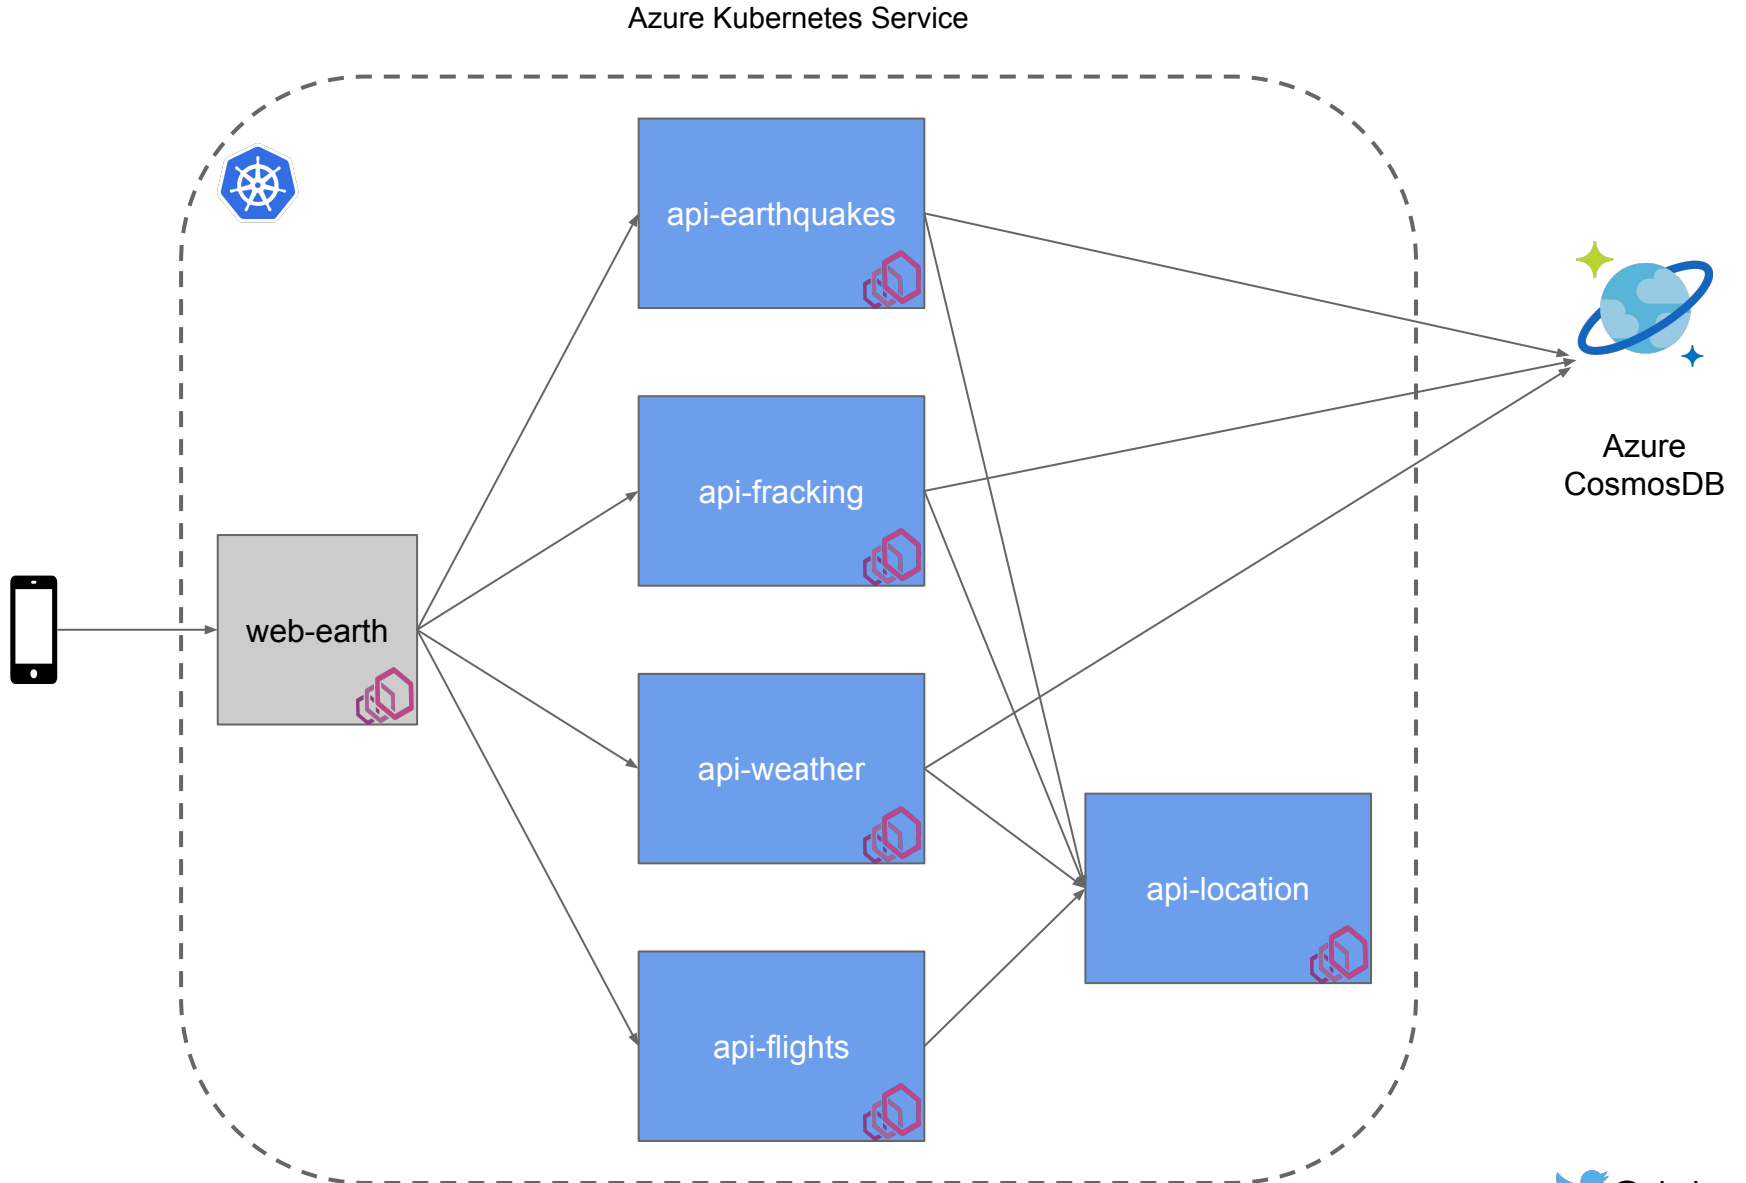 Azure Kubernetes Service
api-earthquakes
api-fracking
Azure
CosmosDB
web-earth
api-weather
api-location
api-flights